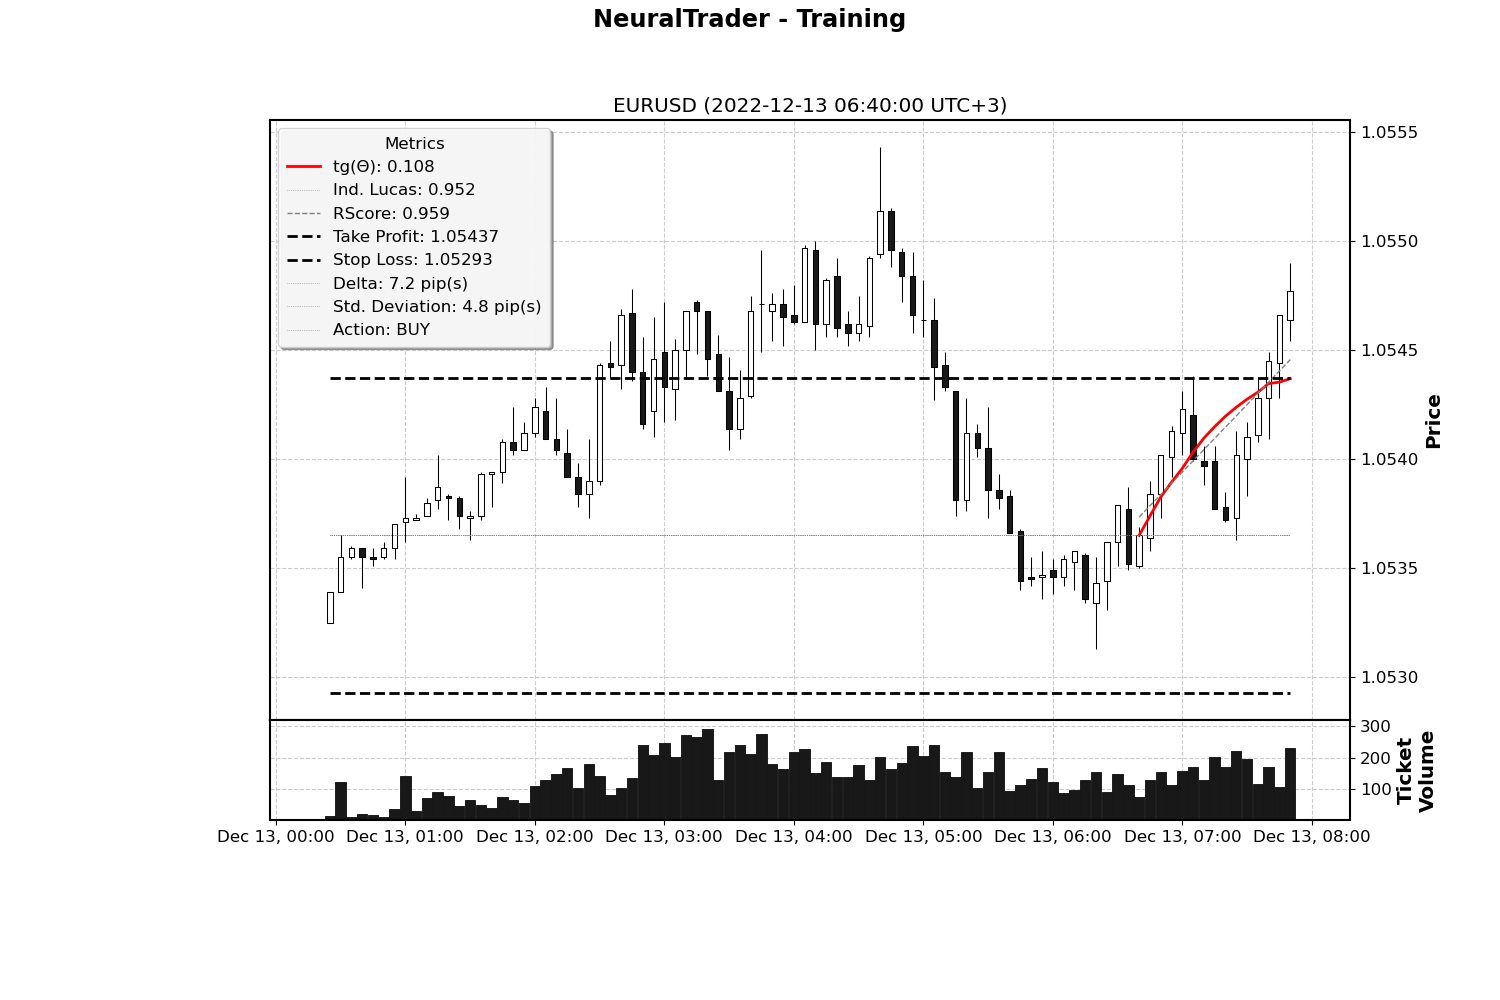 NeuralTrader - Training
EURUSD (2022-12-13 06:40:00 UTC+3)
Metrics
tg(Θ): 0.108
Ind. Lucas: 0.952
RScore: 0.959
Take Profit: 1.05437
Stop Loss: 1.05293
Delta: 7.2 pip(s)
Std. Deviation: 4.8 pip(s)
Action: BUY
1.0555
1.0550
1.0545
1.0540
1.0535
1.0530
Price
300
200
100
Ticket
Volume
Dec 13, 00:00 Dec 13, 01:00 Dec 13, 02:00 Dec 13, 03:00 Dec 13, 04:00 Dec 13, 05:00 Dec 13, 06:00 Dec 13, 07:00 Dec 13, 08:00